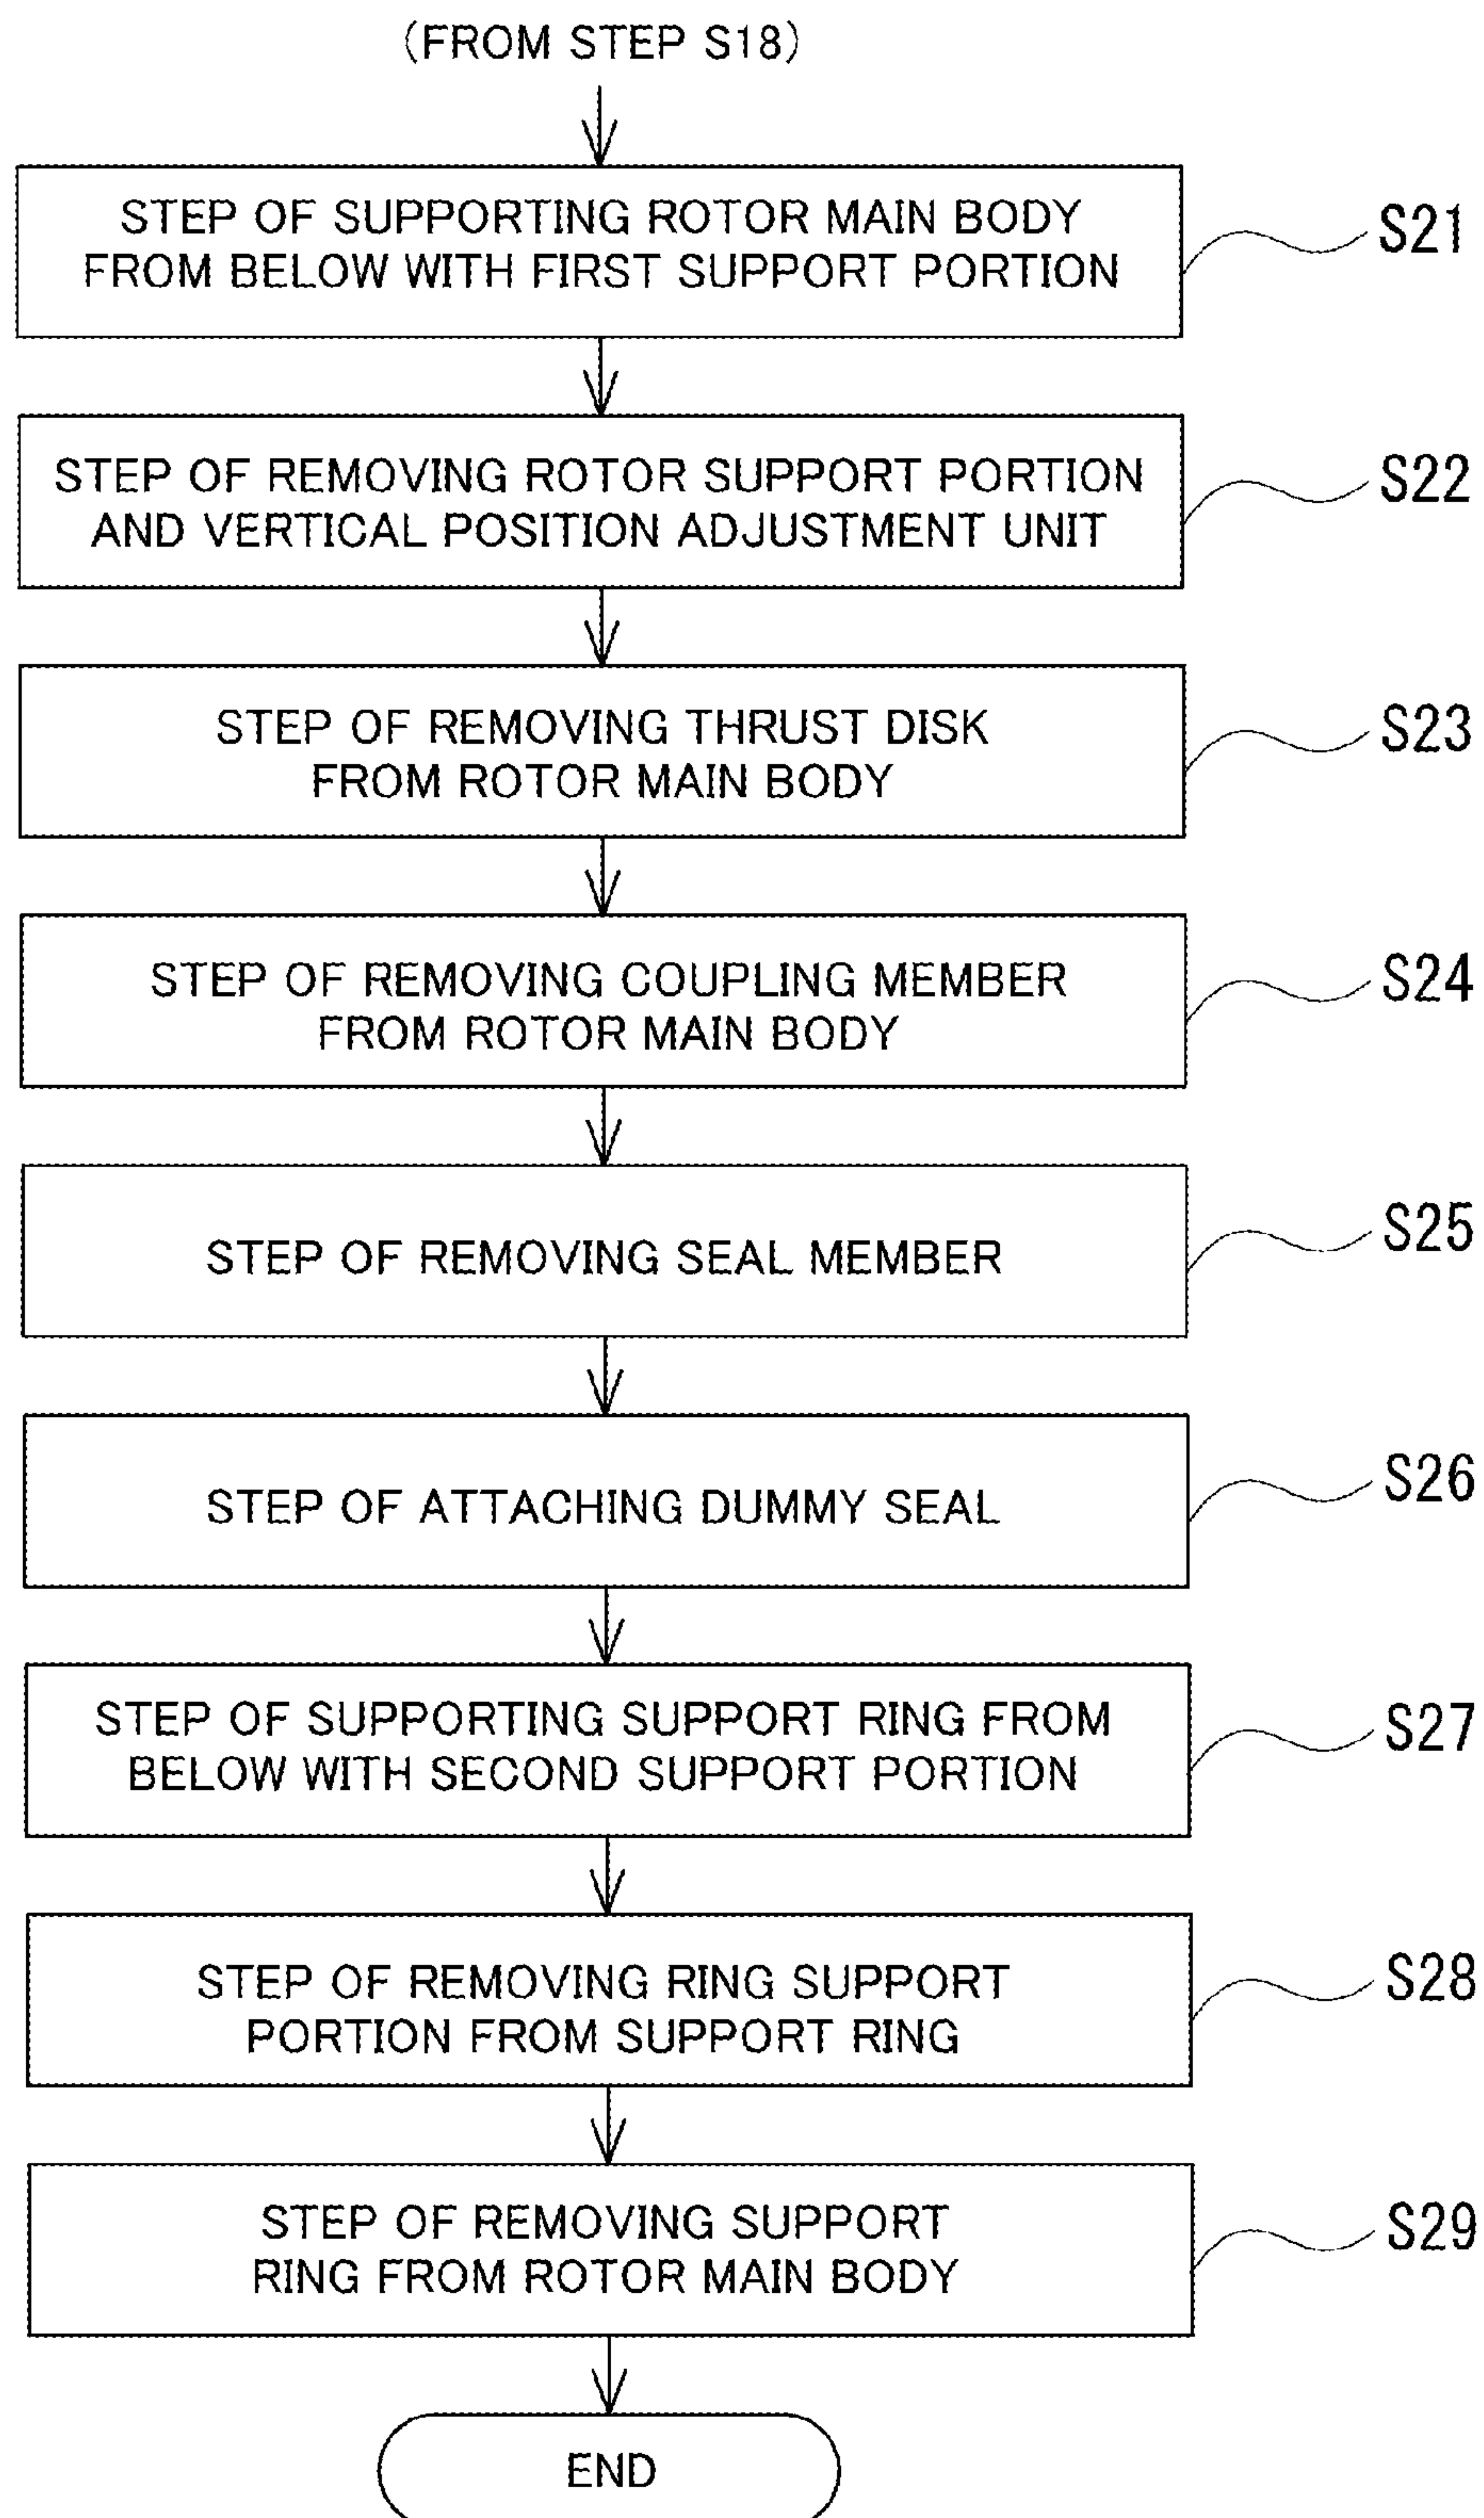 (FROM STEP S18)
STEP OF SUPPORTING ROTOR MAIN BODY
FROM BELOW WITH FIRST SUPPORT PORTION
S21
STEP OF REMOVING ROTOR SUPPORT PORTION
AND VERTICAL POSITION ADJUSTMENT UNIT
S22
STEP OF REMOVING THRUST DISK
FROM ROTOR MAIN BODY
S23
STEP OF REMOVING COUPLING MEMBER
FROM ROTOR MAIN BODY
S24
STEP OF REMOVING SEAL MEMBER
S25
STEP OF ATTACHING DUMMY SEAL
S26
STEP OF SUPPORTING SUPPORT RING FROM
BELOW WITH SECOND SUPPORT PORTION
S27
STEP OF REMOVING RING SUPPORT
PORTION FROM SUPPORT RING
S28
STEP OF REMOVING SUPPORT
RING FROM ROTOR MAIN BODY
S29
END